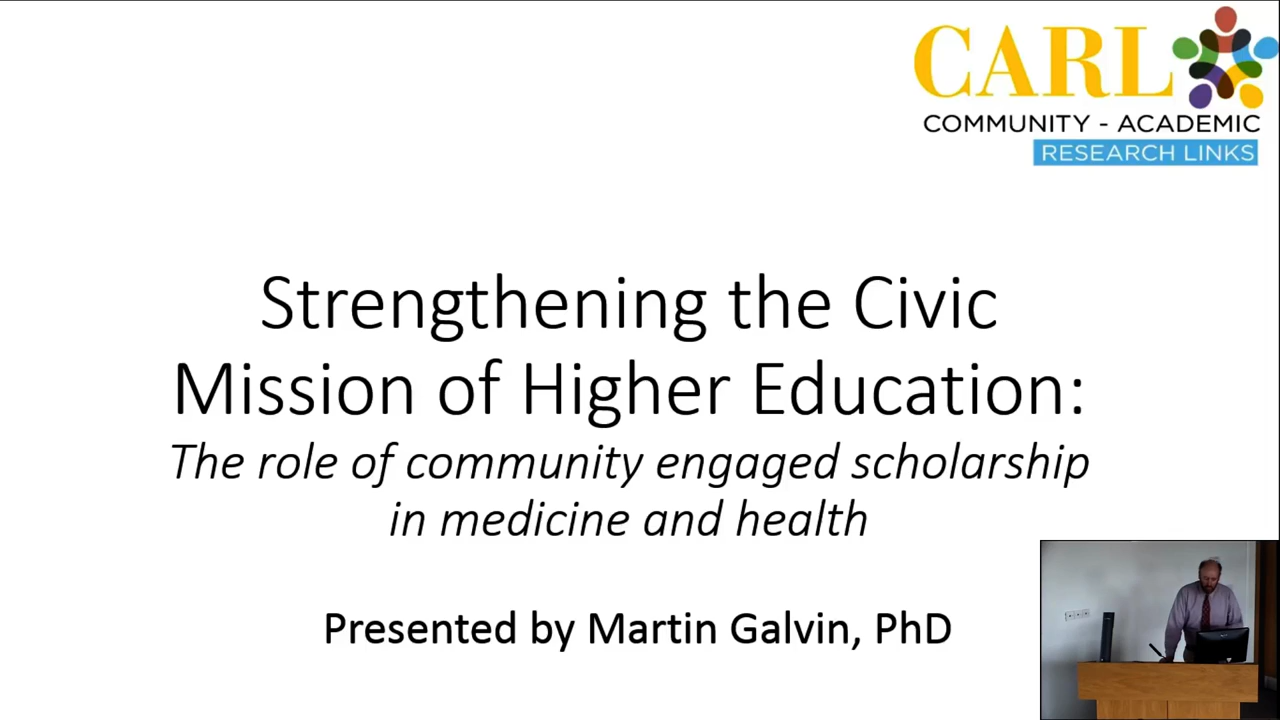 CARL
COMMUNITY - ACADEMIC
RESEARCH LINKS
Strengthening the Civic
Mission of Higher Education:
The role of community engaged scholarship
in medicine and health
Presented by Martin Galvin, PhD